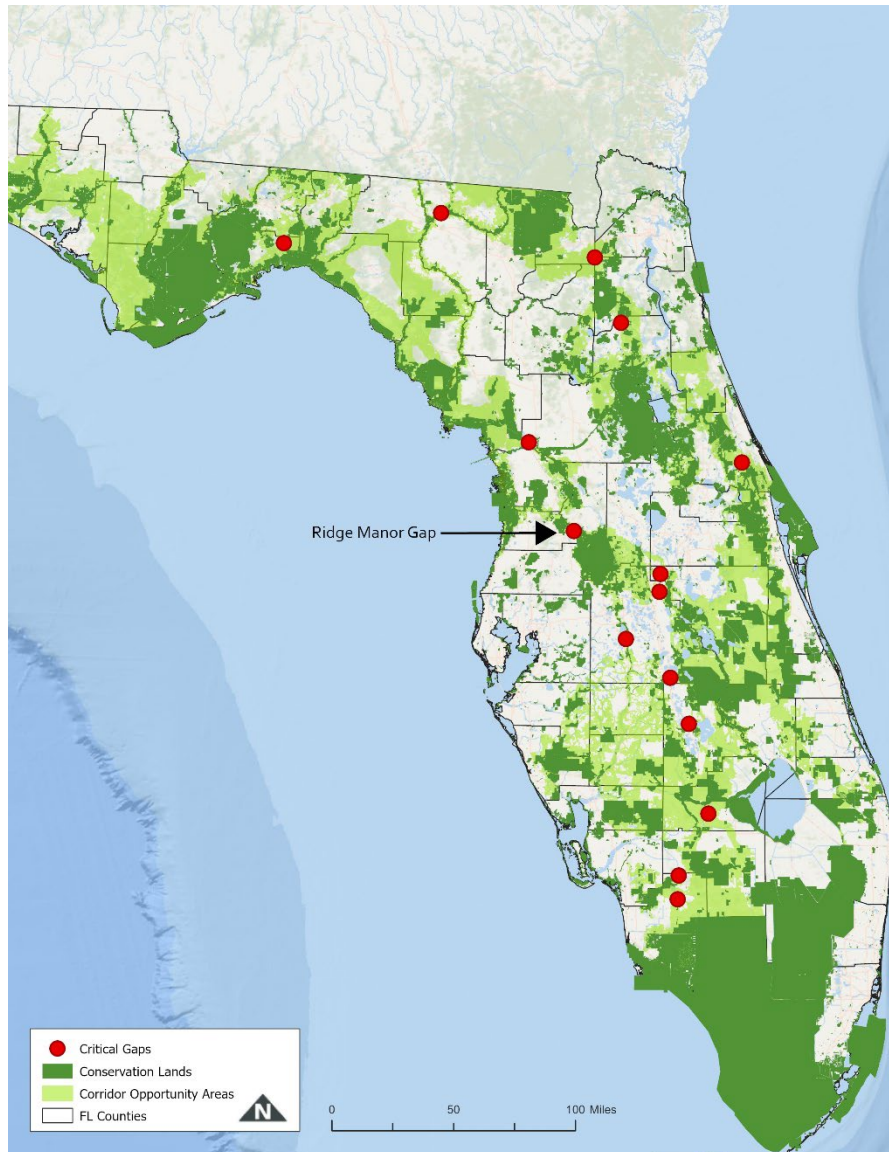 Ridge Manor Gap
Critical Gaps
Conservation Lands
Corridor Opportunity Areas
FL Counties
N
0 50 100 Miles